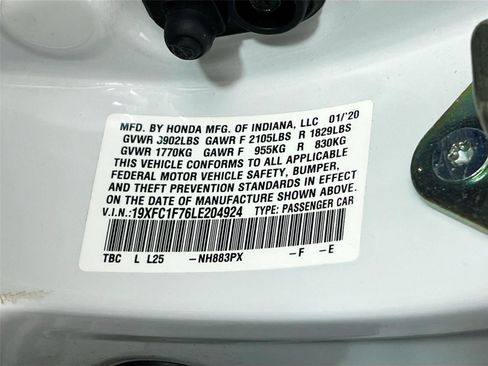 MFD. BY HONDA MFG. OF INDIANA, LLC 01/'20
GVWR 3902LBS GAWR F 2105LBS R 1829LBS
GVWR 1770KG GAWR F 955KG R 830KG
THIS VEHICLE CONFORMS TO ALL APPLICABLE
FEDERAL MOTOR VEHICLE SAFETY, BUMPER,
AND THEFT PREVENTION STANDARDS IN EFFECT
ON THE DATE OF MANUFACTURE SHOWN ABOVE.
V.I.N.:19XFC1F76LE204924 TYPE: PASSENGER CAR
TBC L L25 -NH883PX -F -E